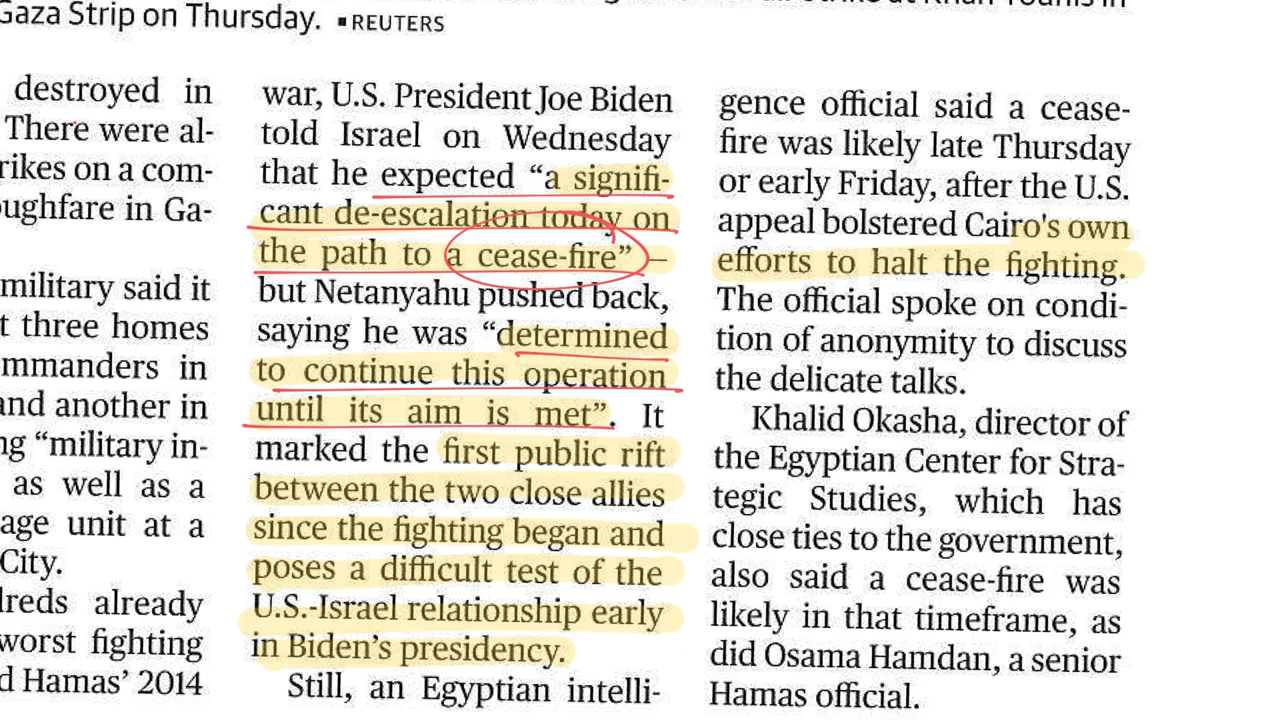 Gaza Strip on Thursday. ▪ REUTERS
destroyed in
There were al-
rikes on a com-
oughfare in Ga-
military said it
t three homes
mmanders in
and another in
ng “military in-
as well as a
age unit at a
City.
dreds already
worst fighting
d Hamas’ 2014
war, U.S. President Joe Biden
told Israel on Wednesday
that he expected “a signifi-
cant de-escalation today on
the path to a cease-fire” —
but Netanyahu pushed back,
saying he was “determined
to continue this operation
until its aim is met”. It
marked the first public rift
between the two close allies
since the fighting began and
poses a difficult test of the
U.S.-Israel relationship early
in Biden’s presidency.
Still, an Egyptian intelli-
gence official said a cease-
fire was likely late Thursday
or early Friday, after the U.S.
appeal bolstered Cairo's own
efforts to halt the fighting.
The official spoke on condi-
tion of anonymity to discuss
the delicate talks.
Khalid Okasha, director of
the Egyptian Center for Stra-
tegic Studies, which has
close ties to the government,
also said a cease-fire was
likely in that timeframe, as
did Osama Hamdan, a senior
Hamas official.